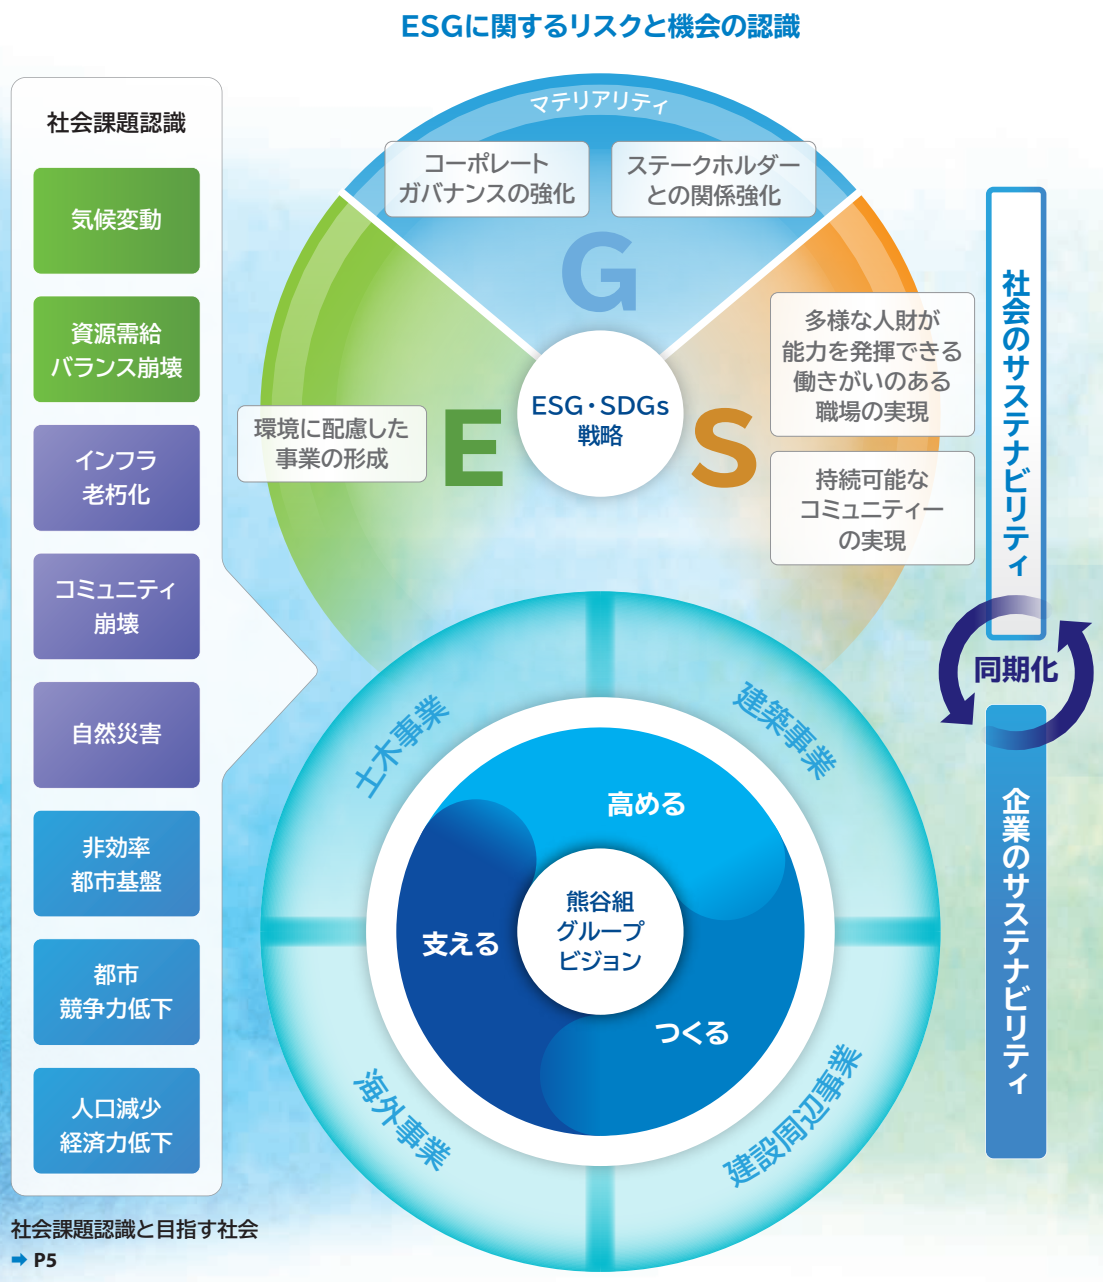 ESGに関するリスクと機会の認識
社会課題認識
気候変動
資源需給
バランス崩壊
インフラ
老朽化
コミュニティ
崩壊
自然災害
非効率
都市基盤
都市
競争力低下
人口減少
経済力低下
社会課題認識と目指す社会
➡ P5
マテリアリティ
コーポレート
ガバナンスの強化
ステークホルダー
との関係強化
G
環境に配慮した
事業の形成
E
ESG・SDGs
戦略
S
多様な人財が
能力を発揮できる
働きがいのある
職場の実現
持続可能な
コミュニティー
の実現
土木事業
建築事業
高める
支える
熊谷組
グループ
ビジョン
つくる
海外事業
建設周辺事業
社会のサステナビリティ
同期化
企業のサステナビリティ